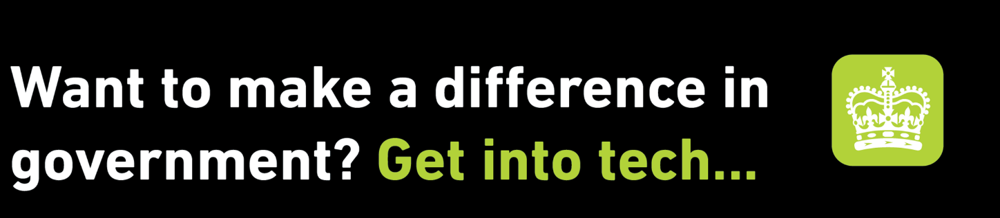 Want to make a difference in
government? Get into tech...